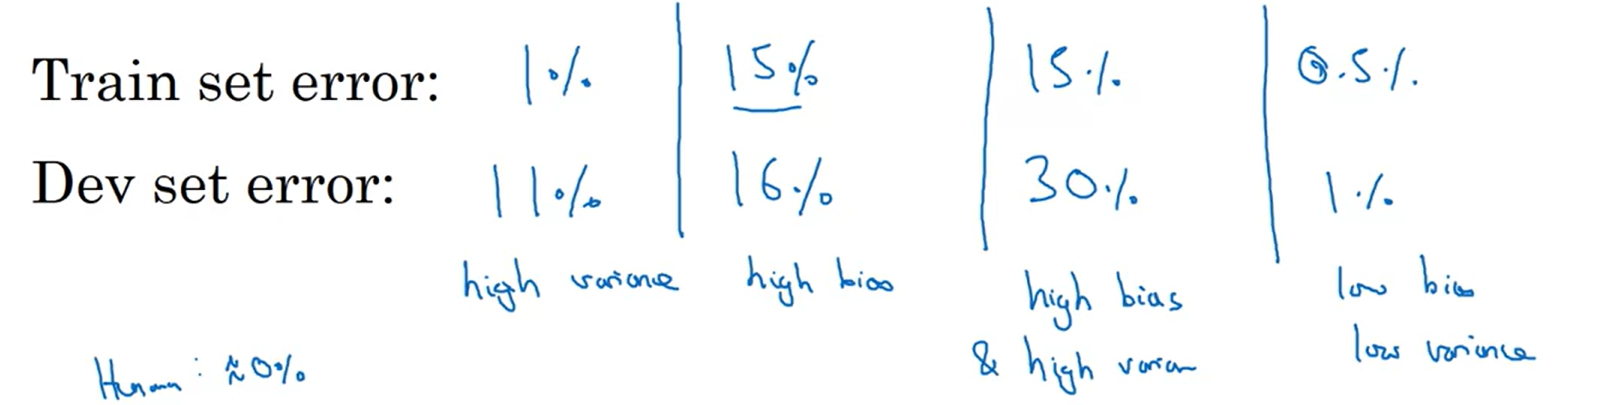 Train set error: 1% 15% 15% 0.5%
Dev set error: 11% 16% 30% 1%
high variance high bias high bias low bias
& high varian low variance
Human: ≈0%